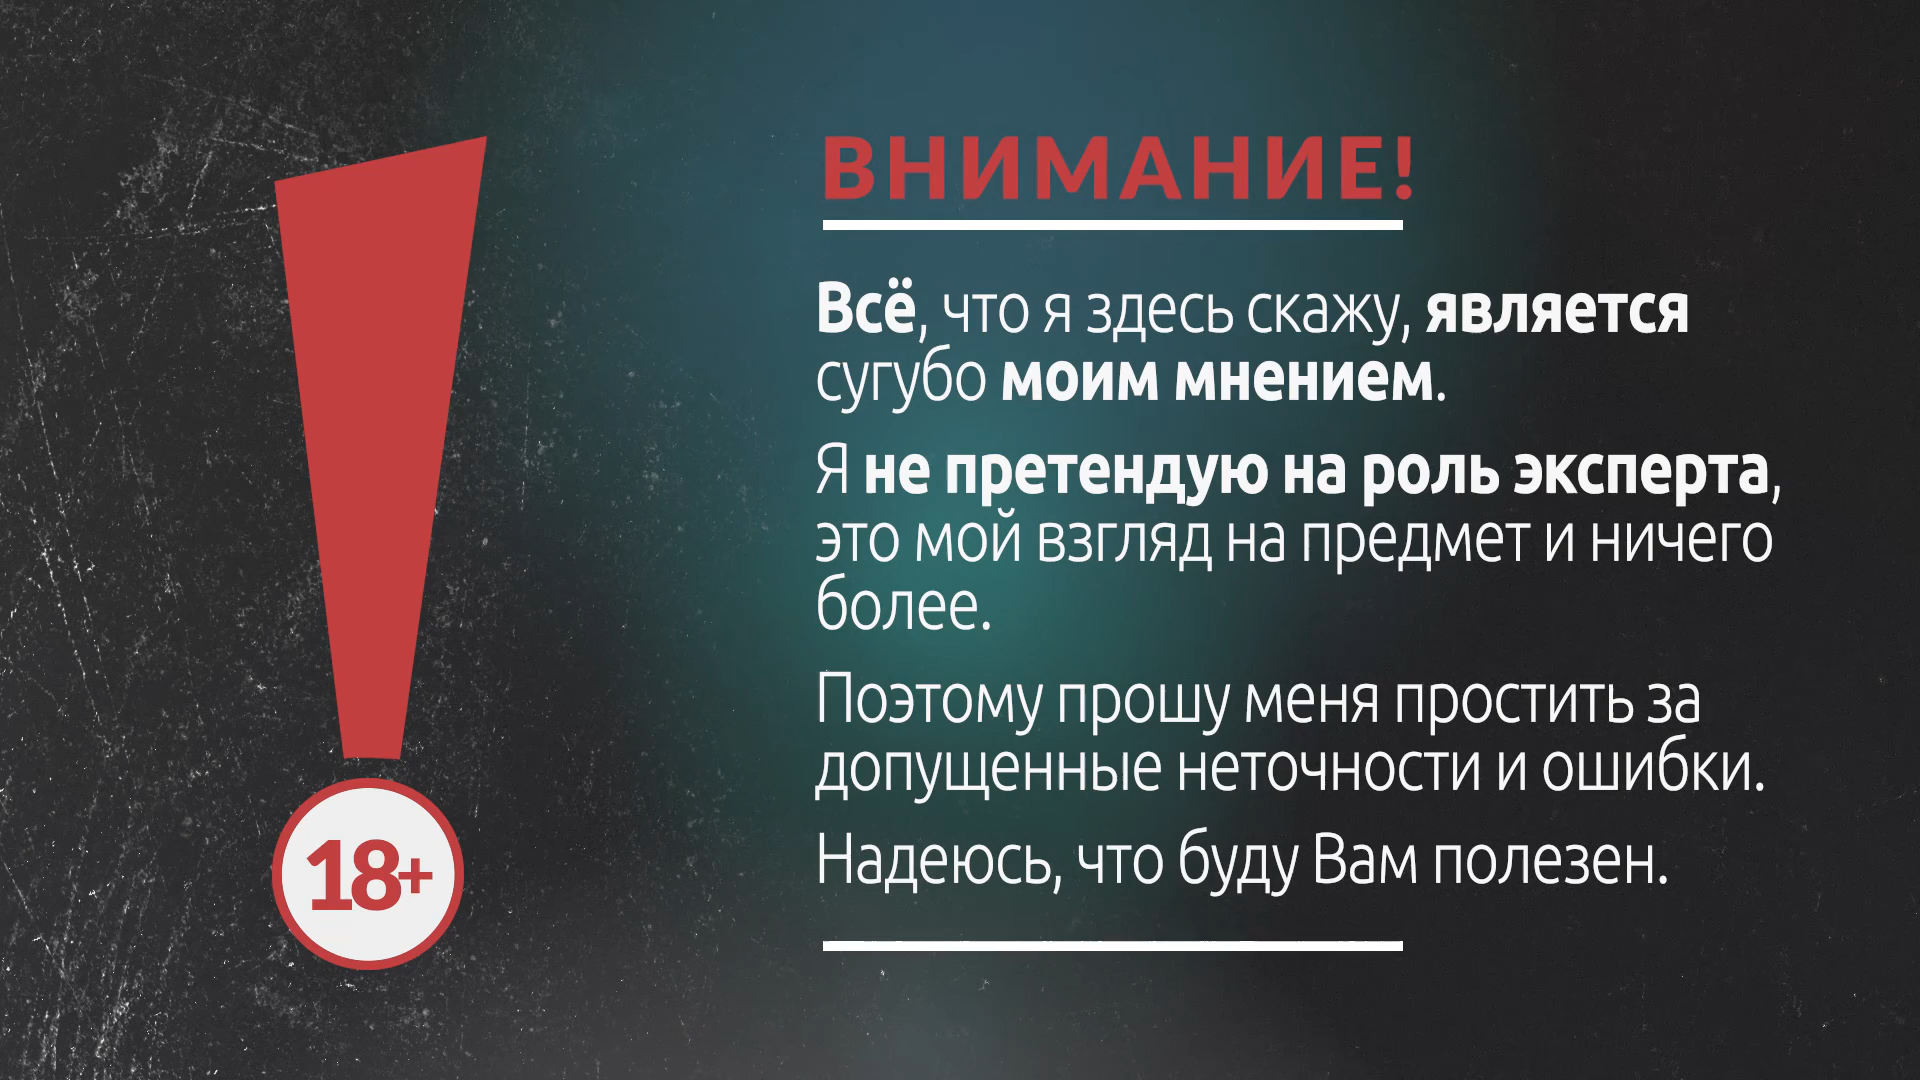 ВНИМАНИЕ!
Всё, что я здесь скажу, является
сугубо моим мнением.
Я не претендую на роль эксперта,
это мой взгляд на предмет и ничего
более.
Поэтому прошу меня простить за
допущенные неточности и ошибки.
Надеюсь, что буду Вам полезен.
18+